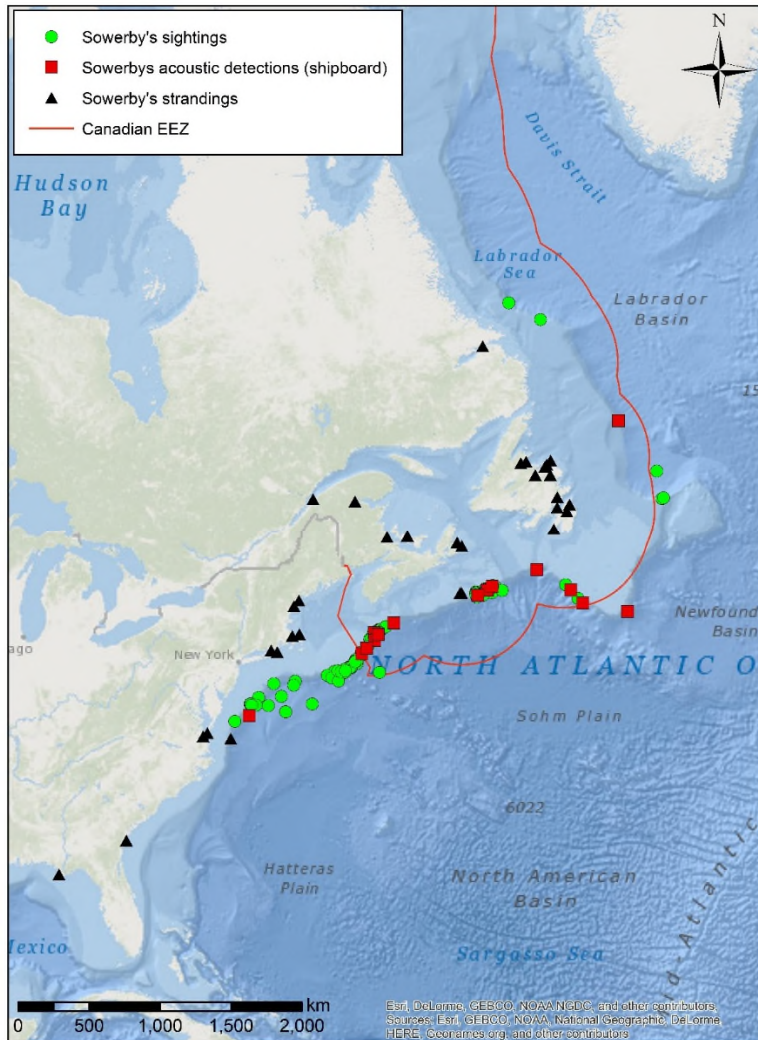 Sowerby's sightings
Sowerbys acoustic detections (shipboard)
Sowerby's strandings
Canadian EEZ
N
Hudson
Bay
Davis Strait
Labrador
Sea
Labrador
Basin
15
ago
New York
Newfound
Basin
NORTH ATLANTIC O
Sohm Plain
6022
Hatteras
Plain
North American
Basin
d-Atlantic
Mexico
Sargasso Sea
km
0 500 1,000 1,500 2,000
Esri, DeLorme, GEBCO, NOAA NGDC, and other contributors,
Sources: Esri, GEBCO, NOAA, National Geographic, DeLorme,
HERE, Geonames.org, and other contributors